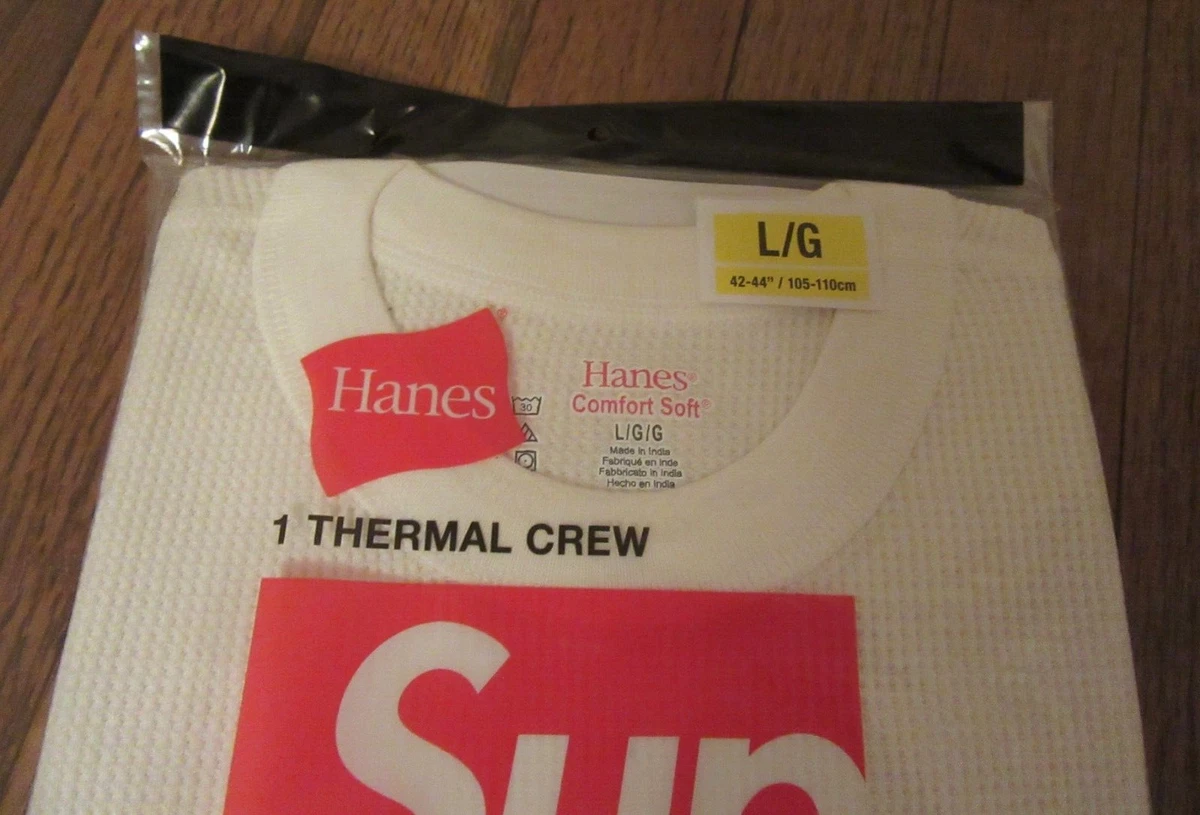 L/G
42-44" / 105-110cm
Hanes®
Hanes®
Comfort Soft®
30
L/G/G
Made in India
Fabriqué en Inde
Fabbricato in India
Hecho en India
1 THERMAL CREW
Sup